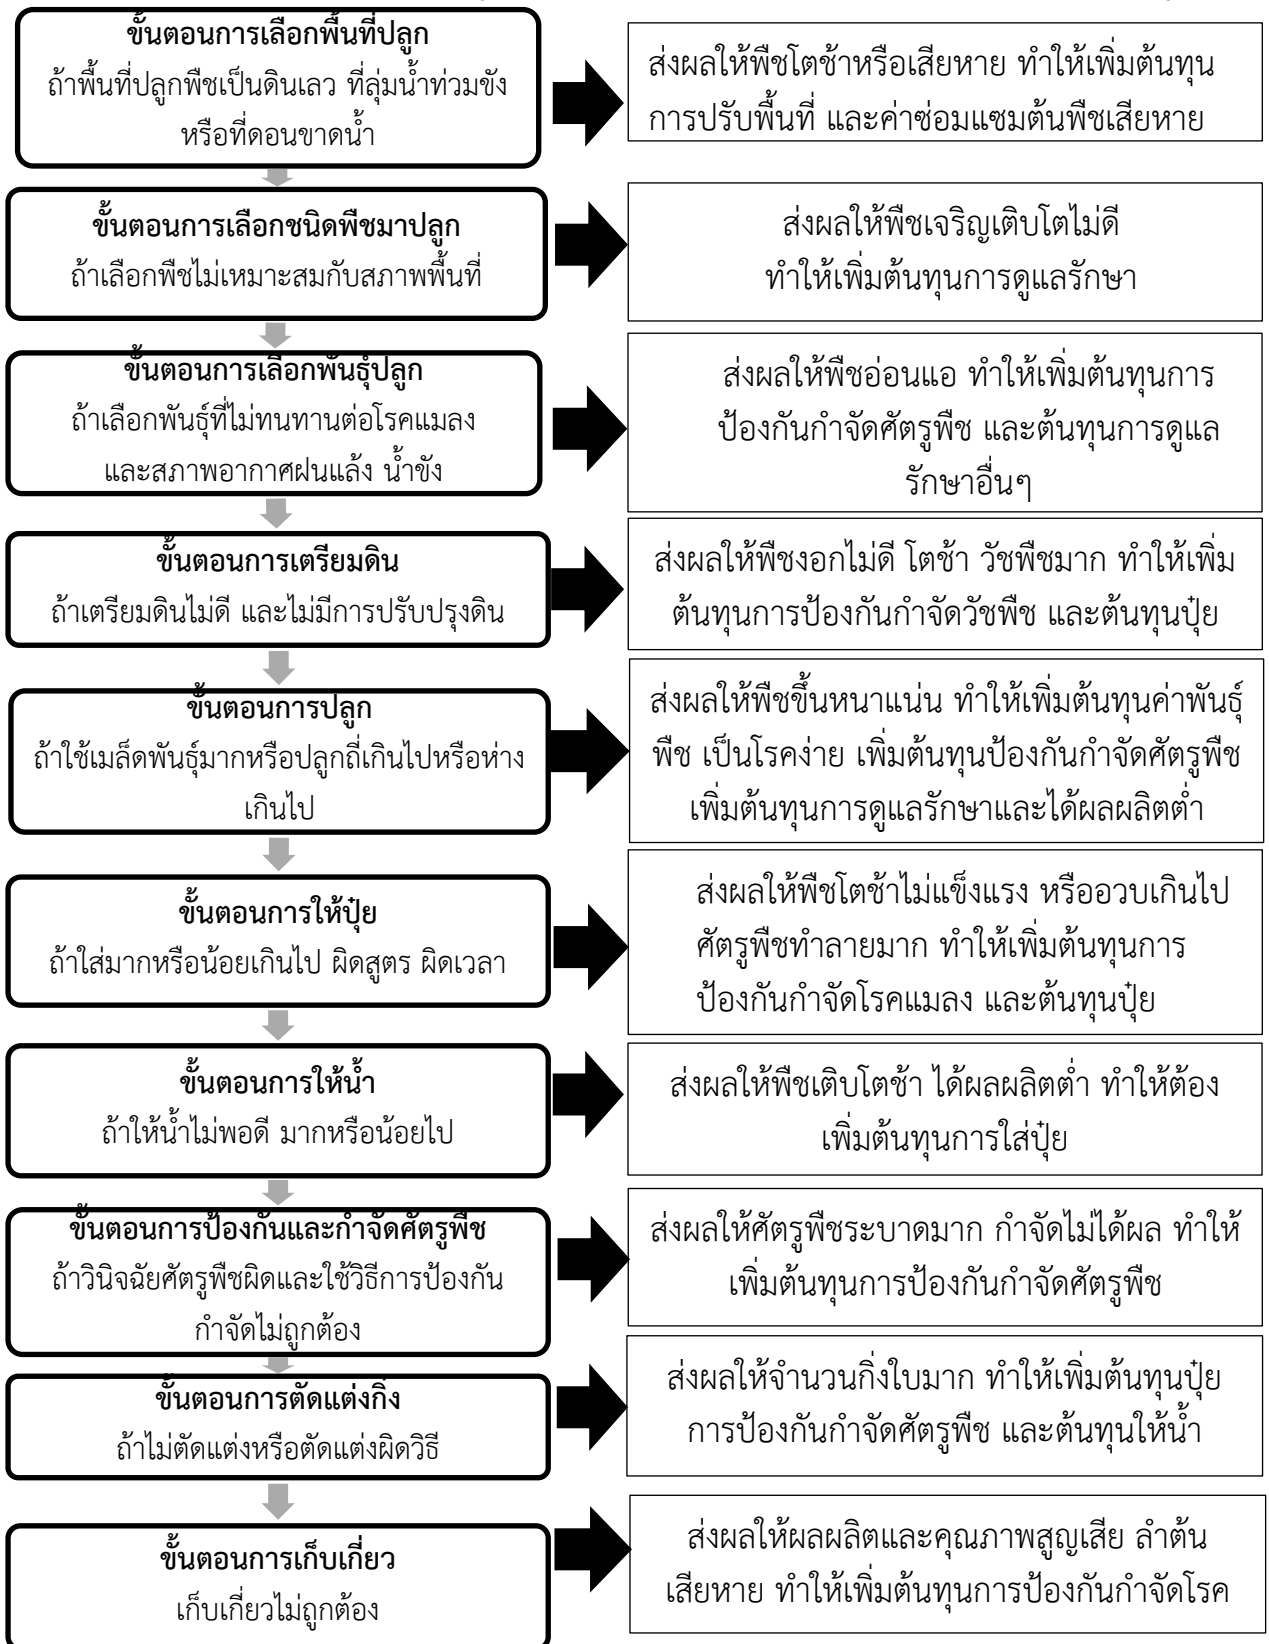 ขั้นตอนการเลือกพื้นที่ปลูก
ถ้าพื้นที่ปลูกพืชเป็นดินเลว ที่ลุ่มน้ำท่วมขัง
หรือที่ดอนขาดน้ำ
ส่งผลให้พืชโตช้าหรือเสียหาย ทำให้เพิ่มต้นทุน
การปรับพื้นที่ และค่าซ่อมแซมต้นพืชเสียหาย
ขั้นตอนการเลือกชนิดพืชมาปลูก
ถ้าเลือกพืชไม่เหมาะสมกับสภาพพื้นที่
ส่งผลให้พืชเจริญเติบโตไม่ดี
ทำให้เพิ่มต้นทุนการดูแลรักษา
ขั้นตอนการเลือกพันธุ์ปลูก
ถ้าเลือกพันธุ์ที่ไม่ทนทานต่อโรคแมลง
และสภาพอากาศฝนแล้ง น้ำขัง
ส่งผลให้พืชอ่อนแอ ทำให้เพิ่มต้นทุนการ
ป้องกันกำจัดศัตรูพืช และต้นทุนการดูแล
รักษาอื่นๆ
ขั้นตอนการเตรียมดิน
ถ้าเตรียมดินไม่ดี และไม่มีการปรับปรุงดิน
ส่งผลให้พืชงอกไม่ดี โตช้า วัชพืชมาก ทำให้เพิ่ม
ต้นทุนการป้องกันกำจัดวัชพืช และต้นทุนปุ๋ย
ขั้นตอนการปลูก
ถ้าใช้เมล็ดพันธุ์มากหรือปลูกถี่เกินไปหรือห่าง
เกินไป
ส่งผลให้พืชขึ้นหนาแน่น ทำให้เพิ่มต้นทุนค่าพันธุ์
พืช เป็นโรคง่าย เพิ่มต้นทุนป้องกันกำจัดศัตรูพืช
เพิ่มต้นทุนการดูแลรักษาและได้ผลผลิตต่ำ
ขั้นตอนการให้ปุ๋ย
ถ้าใส่มากหรือน้อยเกินไป ผิดสูตร ผิดเวลา
ส่งผลให้พืชโตช้าไม่แข็งแรง หรืออวบเกินไป
ศัตรูพืชทำลายมาก ทำให้เพิ่มต้นทุนการ
ป้องกันกำจัดโรคแมลง และต้นทุนปุ๋ย
ขั้นตอนการให้น้ำ
ถ้าให้น้ำไม่พอดี มากหรือน้อยไป
ส่งผลให้พืชเติบโตช้า ได้ผลผลิตต่ำ ทำให้ต้อง
เพิ่มต้นทุนการใส่ปุ๋ย
ขั้นตอนการป้องกันและกำจัดศัตรูพืช
ถ้าวินิจฉัยศัตรูพืชผิดและใช้วิธีการป้องกัน
กำจัดไม่ถูกต้อง
ส่งผลให้ศัตรูพืชระบาดมาก กำจัดไม่ได้ผล ทำให้
เพิ่มต้นทุนการป้องกันกำจัดศัตรูพืช
ขั้นตอนการตัดแต่งกิ่ง
ถ้าไม่ตัดแต่งหรือตัดแต่งผิดวิธี
ส่งผลให้จำนวนกิ่งใบมาก ทำให้เพิ่มต้นทุนปุ๋ย
การป้องกันกำจัดศัตรูพืช และต้นทุนให้น้ำ
ขั้นตอนการเก็บเกี่ยว
เก็บเกี่ยวไม่ถูกต้อง
ส่งผลให้ผลผลิตและคุณภาพสูญเสีย ลำต้น
เสียหาย ทำให้เพิ่มต้นทุนการป้องกันกำจัดโรค